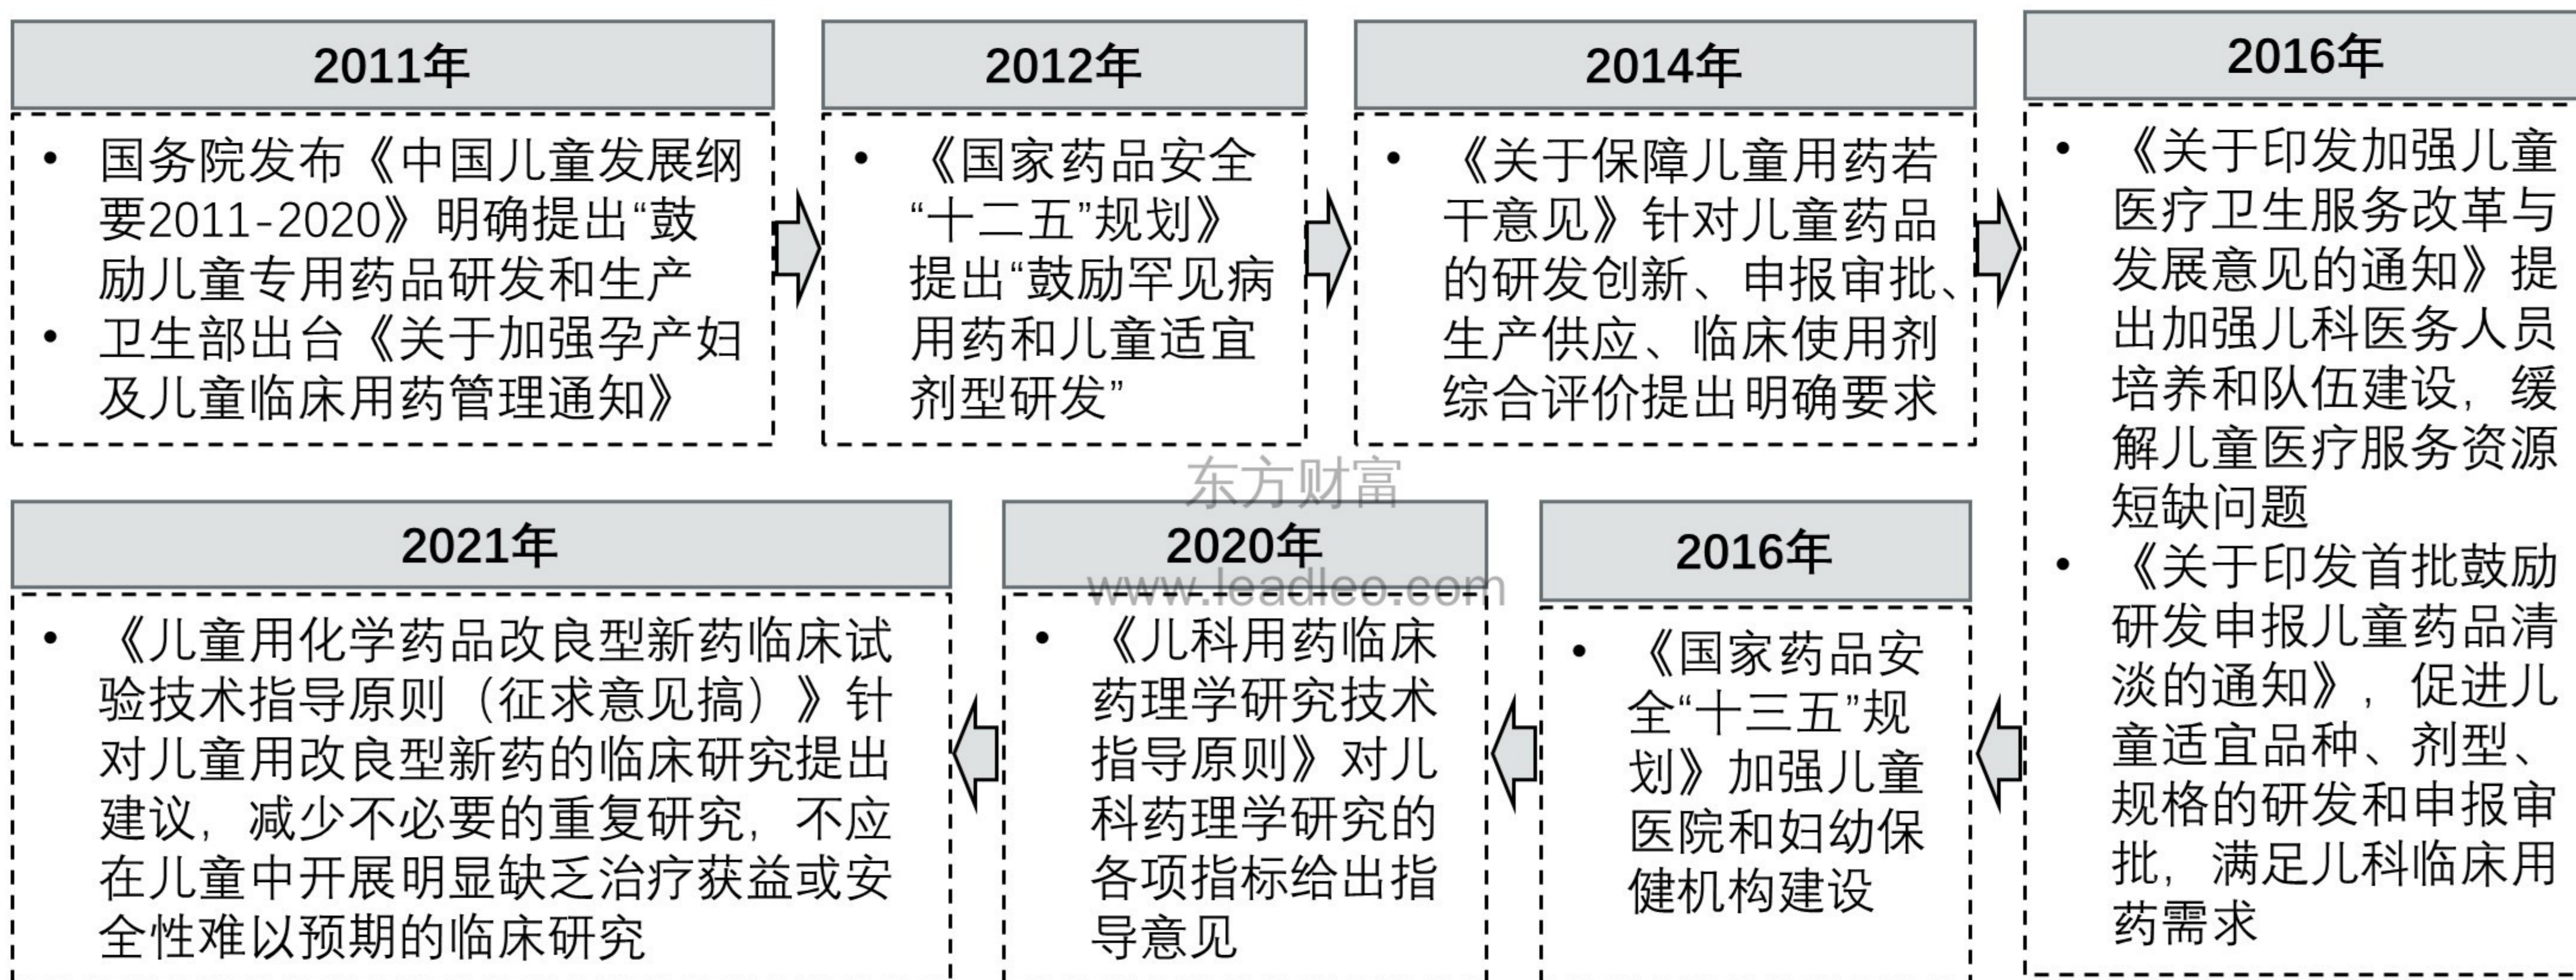 2011年
国务院发布《中国儿童发展纲
要2011-2020》明确提出“鼓
励儿童专用药品研发和生产
卫生部出台《关于加强孕产妇
及儿童临床用药管理通知》
2012年
《国家药品安全
“十二五”规划》
提出“鼓励罕见病
用药和儿童适宜
剂型研发”
2014年
《关于保障儿童用药若
干意见》针对儿童药品
的研发创新、申报审批、
生产供应、临床使用剂
综合评价提出明确要求
2016年
《关于印发加强儿童
医疗卫生服务改革与
发展意见的通知》提
出加强儿科医务人员
培养和队伍建设，缓
解儿童医疗服务资源
短缺问题
《关于印发首批鼓励
研发申报儿童药品清
淡的通知》，促进儿
童适宜品种、剂型、
规格的研发和申报审
批，满足儿科临床用
药需求
2016年
《国家药品安
全“十三五”规
划》加强儿童
医院和妇幼保
健机构建设
2020年
《儿科用药临床
药理学研究技术
指导原则》对儿
科药理学研究的
各项指标给出指
导意见
2021年
《儿童用化学药品改良型新药临床试
验技术指导原则（征求意见搞）》针
对儿童用改良型新药的临床研究提出
建议，减少不必要的重复研究，不应
在儿童中开展明显缺乏治疗获益或安
全性难以预期的临床研究
东方财富
www.leadleo.com